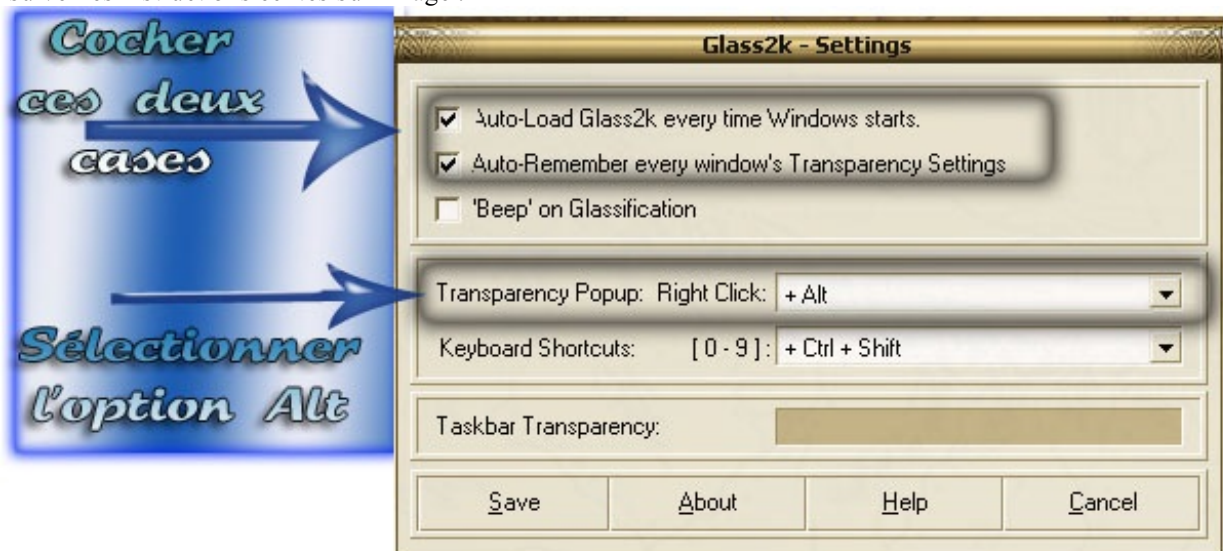 Cocher
ces deux
cases
Sélectionner
l'option Alt
Glass2k - Settings
Auto-Load Glass2k every time Windows starts.
Auto-Remember every window's Transparency Settings
'Beep' on Glassification
Transparency Popup: Right Click: + Alt
Keyboard Shortcuts: [ 0 - 9 ] : + Ctrl + Shift
Taskbar Transparency:
Save About Help Cancel